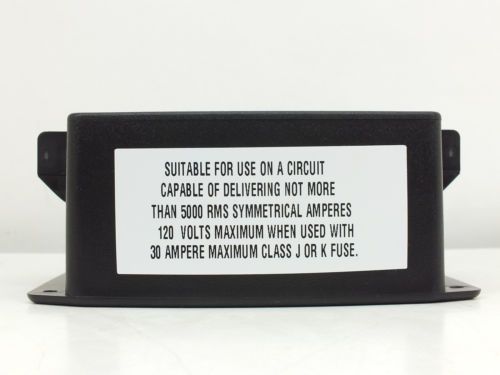 SUITABLE FOR USE ON A CIRCUIT
CAPABLE OF DELIVERING NOT MORE
THAN 5000 RMS SYMMETRICAL AMPERES
120 VOLTS MAXIMUM WHEN USED WITH
30 AMPERE MAXIMUM CLASS J OR K FUSE.